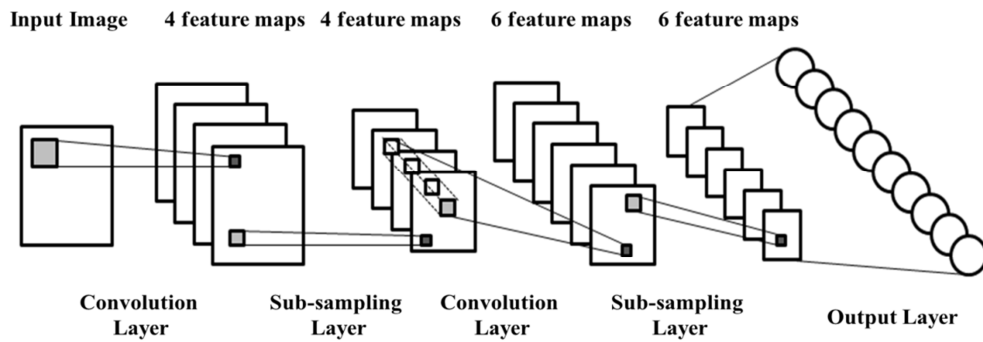 Input Image 4 feature maps 4 feature maps 6 feature maps 6 feature maps
Convolution Layer
Sub-sampling Layer
Convolution Layer
Sub-sampling Layer
Output Layer